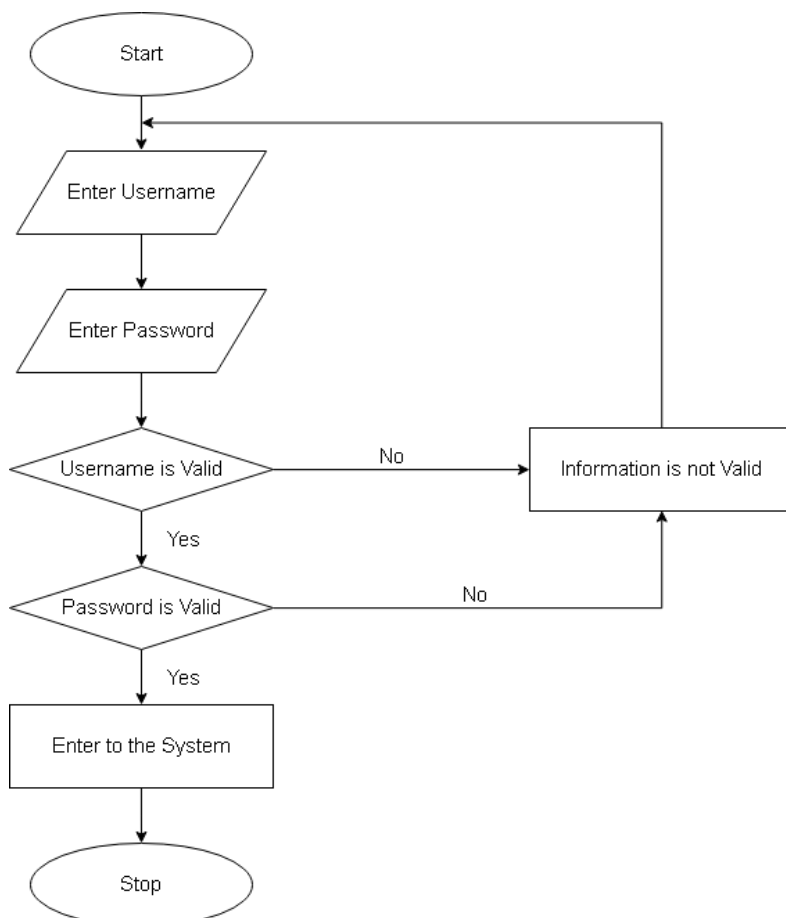 Start
Enter Username
Enter Password
Username is Valid
No
Information is not Valid
Yes
Password is Valid
No
Yes
Enter to the System
Stop